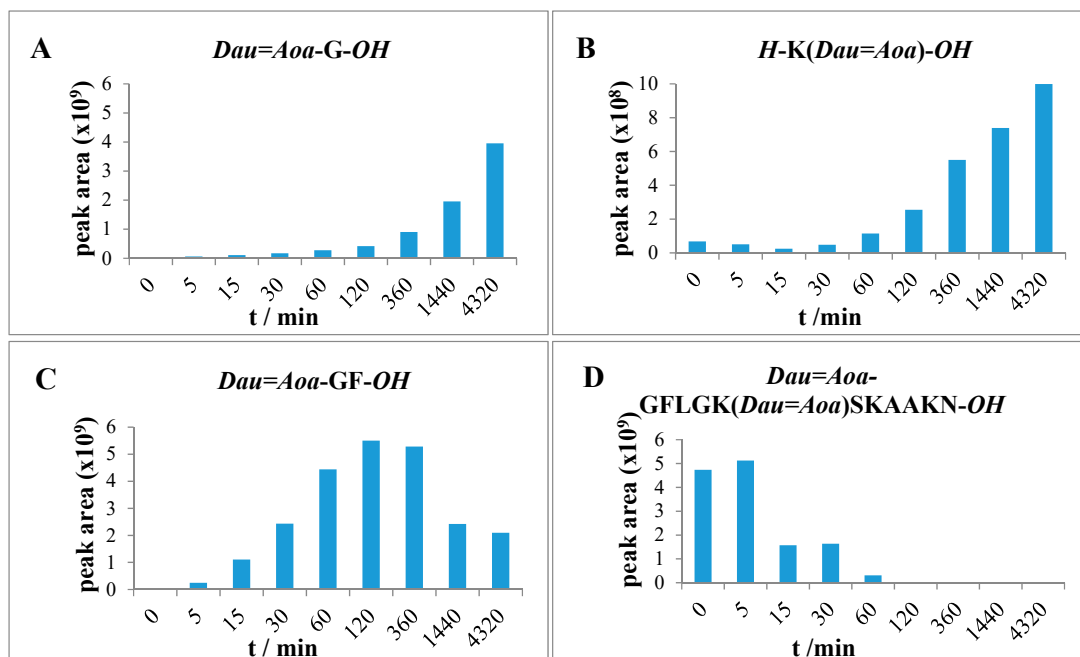 A
Dau=Aoa-G-OH
peak area (x10⁹)
6
5
4
3
2
1
0
0 5 15 30 60 120 360 1440 4320
t / min
B
H-K(Dau=Aoa)-OH
peak area (x10⁸)
10
8
6
4
2
0
0 5 15 30 60 120 360 1440 4320
t /min
C
Dau=Aoa-GF-OH
peak area (x10⁹)
6
5
4
3
2
1
0
0 5 15 30 60 120 360 1440 4320
t / min
D
Dau=Aoa-
GFLGK(Dau=Aoa)SKAAKN-OH
peak area (x10⁹)
6
5
4
3
2
1
0
0 5 15 30 60 120 360 1440 4320
t /min